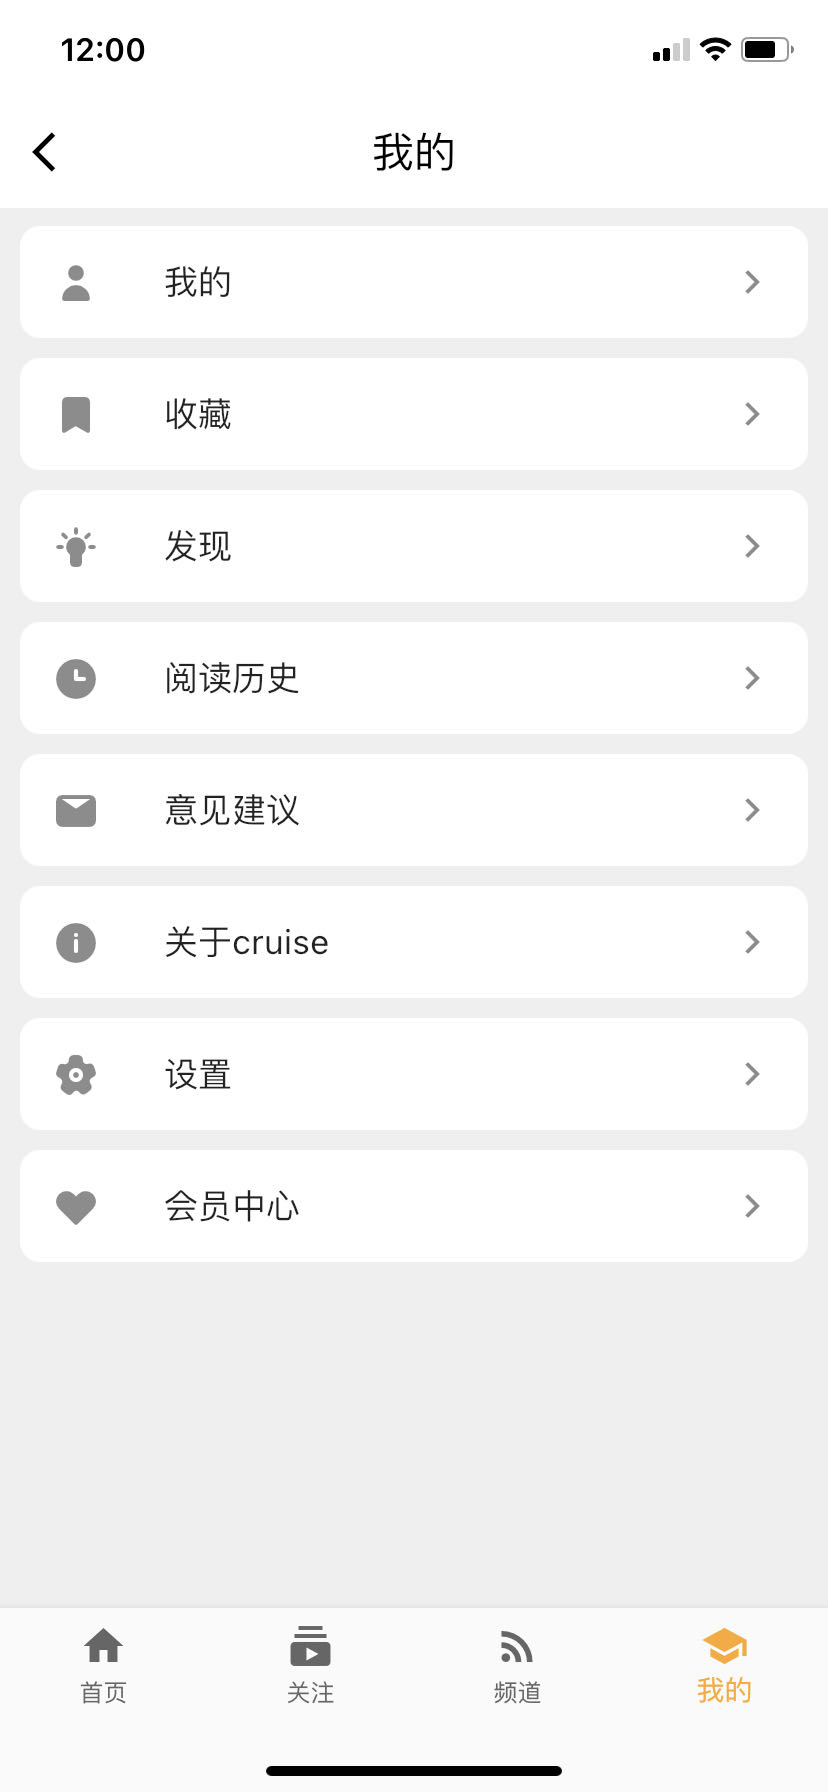 12:00
我的
我的
收藏
发现
阅读历史
意见建议
关于cruise
设置
会员中心
首页
关注
频道
我的